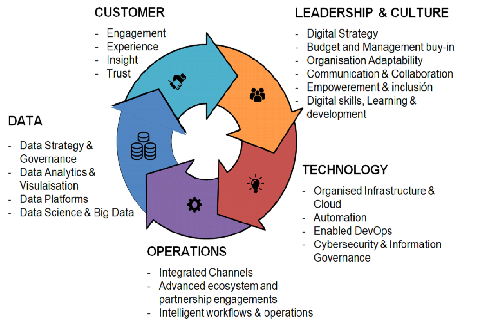 CUSTOMER
- Engagement
- Experience
- Insight
- Trust
LEADERSHIP & CULTURE
- Digital Strategy
- Budget and Management buy-in
- Organisation Adaptability
- Communication & Collaboration
- Empowerement & inclusión
- Digital skills, Learning &
development
DATA
- Data Strategy &
Governance
- Data Analytics &
Visulaisation
- Data Platforms
- Data Science & Big Data
TECHNOLOGY
- Organised Infrastructure &
Cloud
- Automation
- Enabled DevOps
- Cybersecurity & Information
Governance
OPERATIONS
- Integrated Channels
- Advanced ecosystem and
partnership engagements
- Intelligent workflows & operations